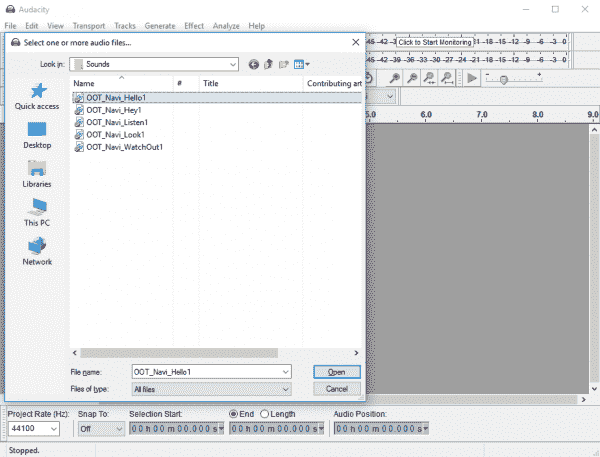 Audacity
File Edit View Transport Tracks Generate Effect Analyze Help
Select one or more audio files...
-45 -42 Click to Start Monitoring -21 -18 -15 -12 -9 -6 -3 0
-45 -42 -39 -36 -33 -30 -27 -24 -21 -18 -15 -12 -9 -6 -3 0
Look in: Sounds
Name # Title Contributing art
OOT_Navi_Hello1
OOT_Navi_Hey1
OOT_Navi_Listen1
OOT_Navi_Look1
OOT_Navi_WatchOut1
Quick access
Desktop
Libraries
This PC
Network
5.0 6.0 7.0 8.0 9.0
File name: OOT_Navi_Hello1 Open
Files of type: All files Cancel
Project Rate (Hz): Snap To: Selection Start: End Length Audio Position:
44100 Off 00 h 00 m 00.000 s 00 h 00 m 00.000 s 00 h 00 m 00.000 s
Stopped.